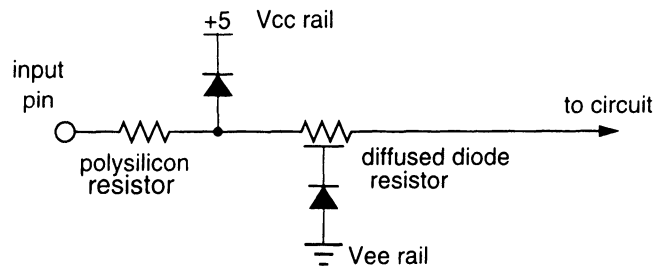 +5 Vcc rail
input
pin
to circuit
polysilicon
resistor
diffused diode
resistor
Vee rail